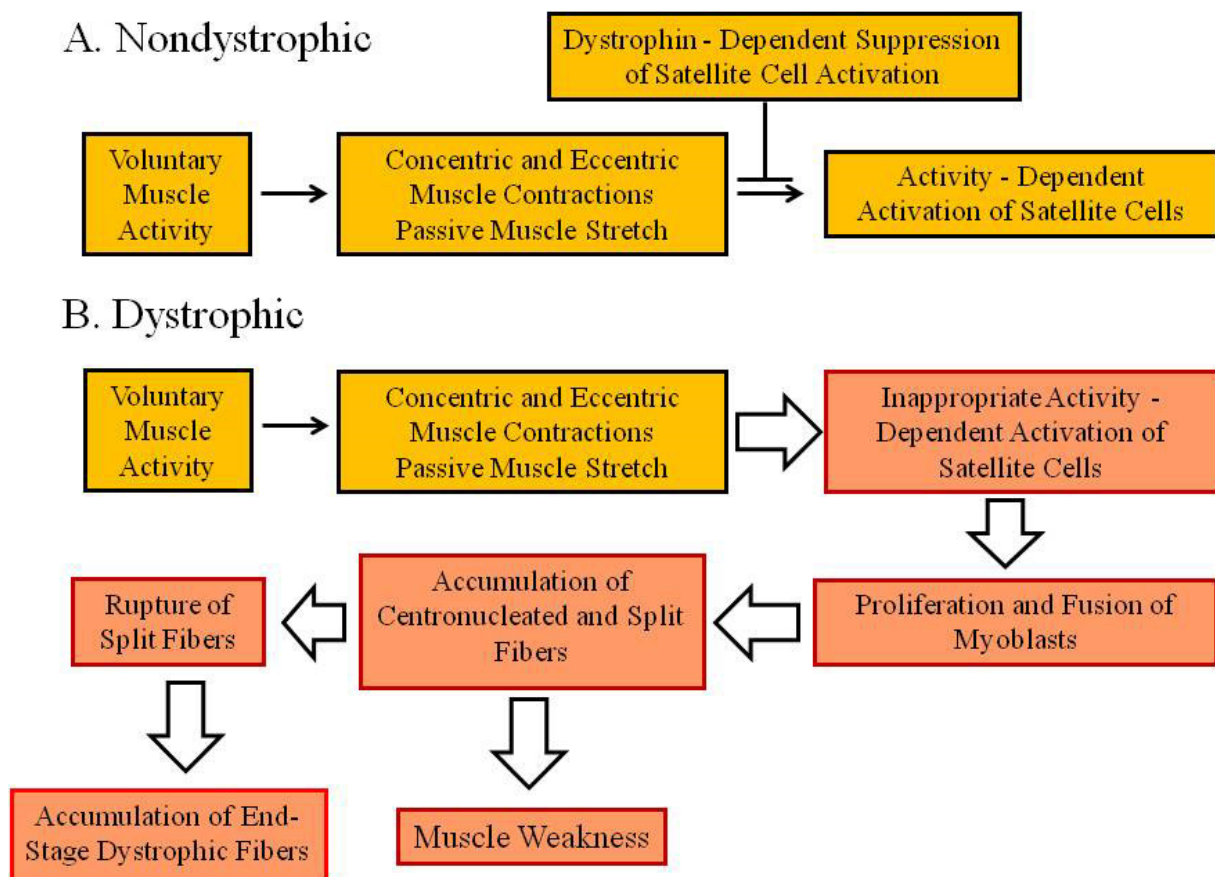 A. Nondystrophic
Dystrophin - Dependent Suppression
of Satellite Cell Activation
Voluntary
Muscle
Activity
Concentric and Eccentric
Muscle Contractions
Passive Muscle Stretch
Activity - Dependent
Activation of Satellite Cells
B. Dystrophic
Voluntary
Muscle
Activity
Concentric and Eccentric
Muscle Contractions
Passive Muscle Stretch
Inappropriate Activity -
Dependent Activation of
Satellite Cells
Proliferation and Fusion of
Myoblasts
Accumulation of
Centronucleated and Split
Fibers
Rupture of
Split Fibers
Accumulation of End-
Stage Dystrophic Fibers
Muscle Weakness